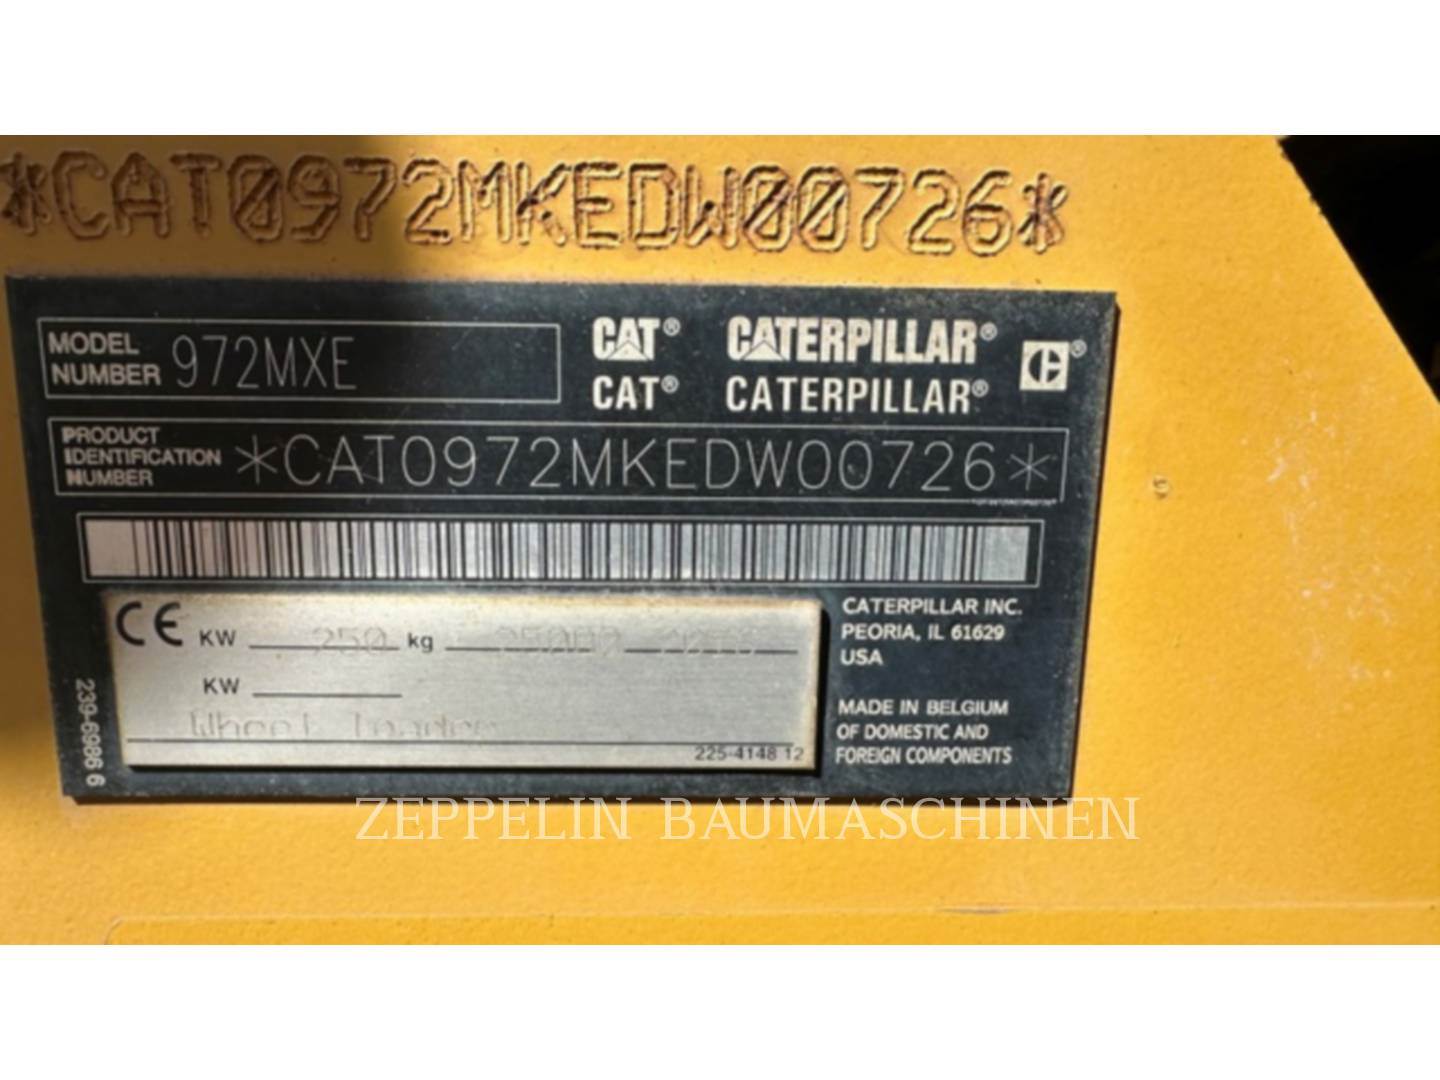 *CAT0972MKEDW00726*
MODEL NUMBER 972MXE
CAT® CATERPILLAR®
CAT® CATERPILLAR®
PRODUCT IDENTIFICATION NUMBER *CAT0972MKEDW00726*
CE KW 250 kg
KW
Wheel Loader
225-4148 12
239-6986 6
CATERPILLAR INC.
PEORIA, IL 61629
USA
MADE IN BELGIUM
OF DOMESTIC AND
FOREIGN COMPONENTS
ZEPPELIN BAUMASCHINEN